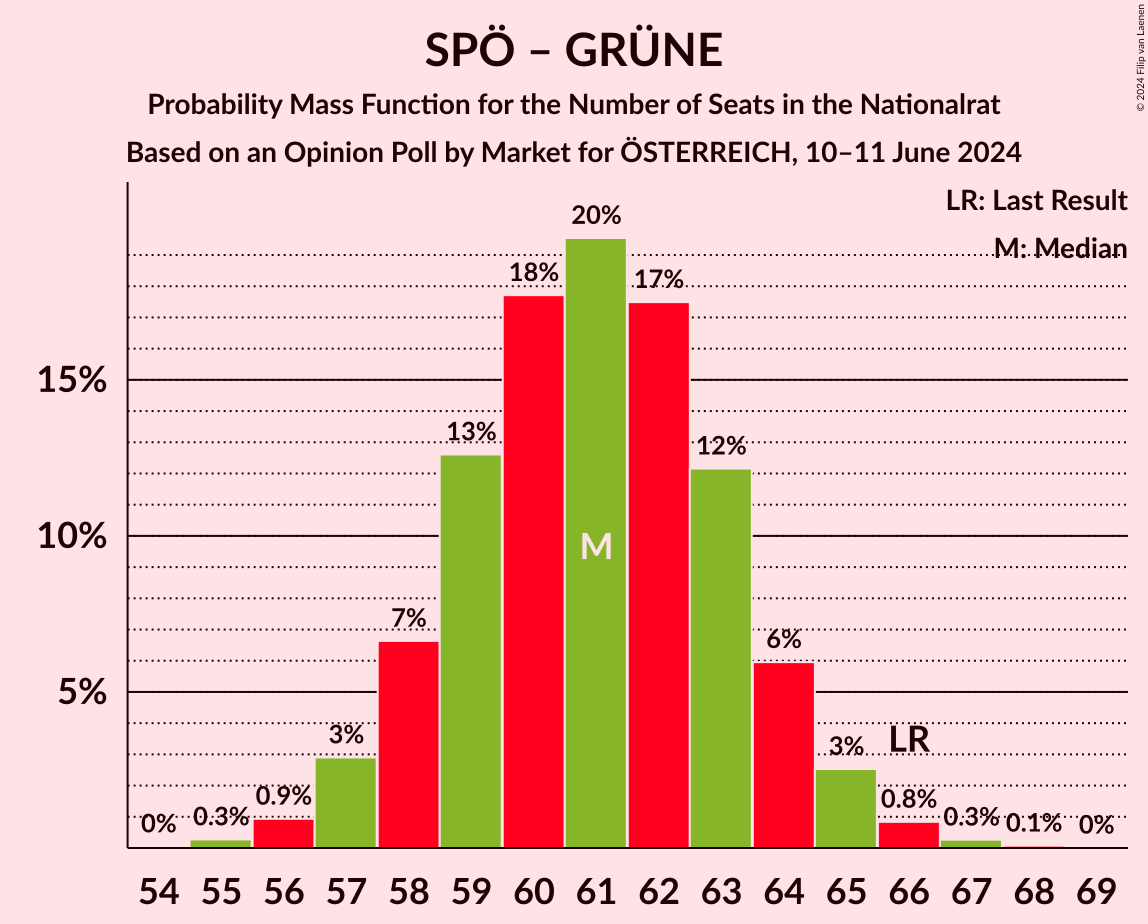 SPÖ – GRÜNE
Probability Mass Function for the Number of Seats in the Nationalrat
Based on an Opinion Poll by Market for ÖSTERREICH, 10–11 June 2024
© 2024 Filip van Laenen
LR: Last Result
M: Median
15%
10%
5%
0%
0.3%
0.9%
3%
7%
13%
18%
20%
17%
12%
6%
3%
0.8%
0.3%
0.1%
0%
M
LR
54 55 56 57 58 59 60 61 62 63 64 65 66 67 68 69